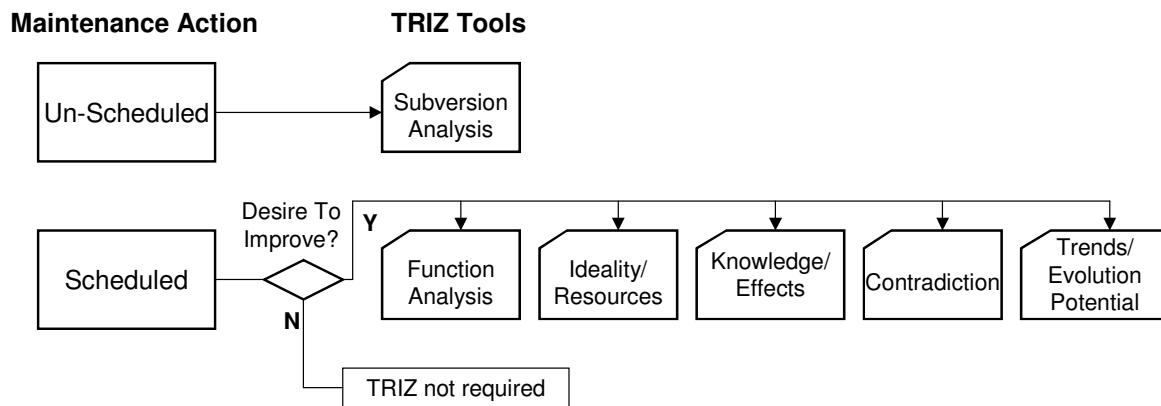 Maintenance Action
TRIZ Tools
Un-Scheduled
Subversion
Analysis
Desire To
Improve?
Y
N
Scheduled
Function
Analysis
Ideality/
Resources
Knowledge/
Effects
Contradiction
Trends/
Evolution
Potential
TRIZ not required